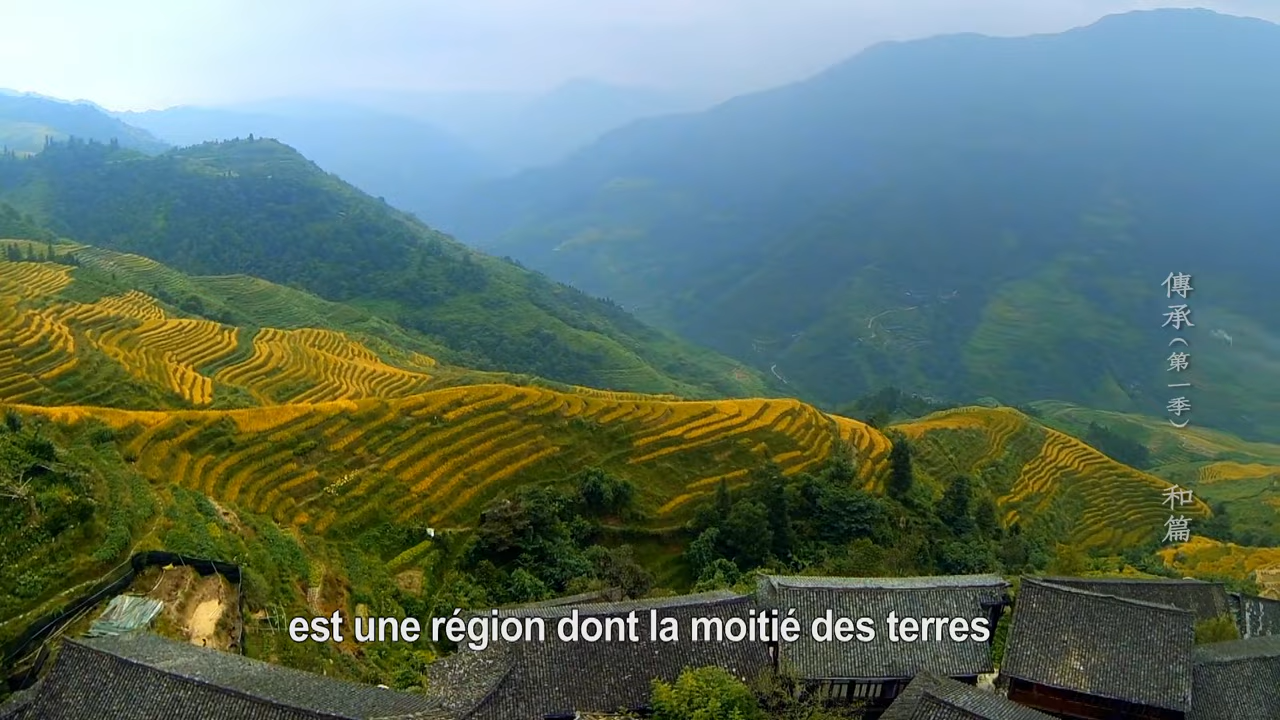 傳承(第一季)
和篇
est une région dont la moitié des terres